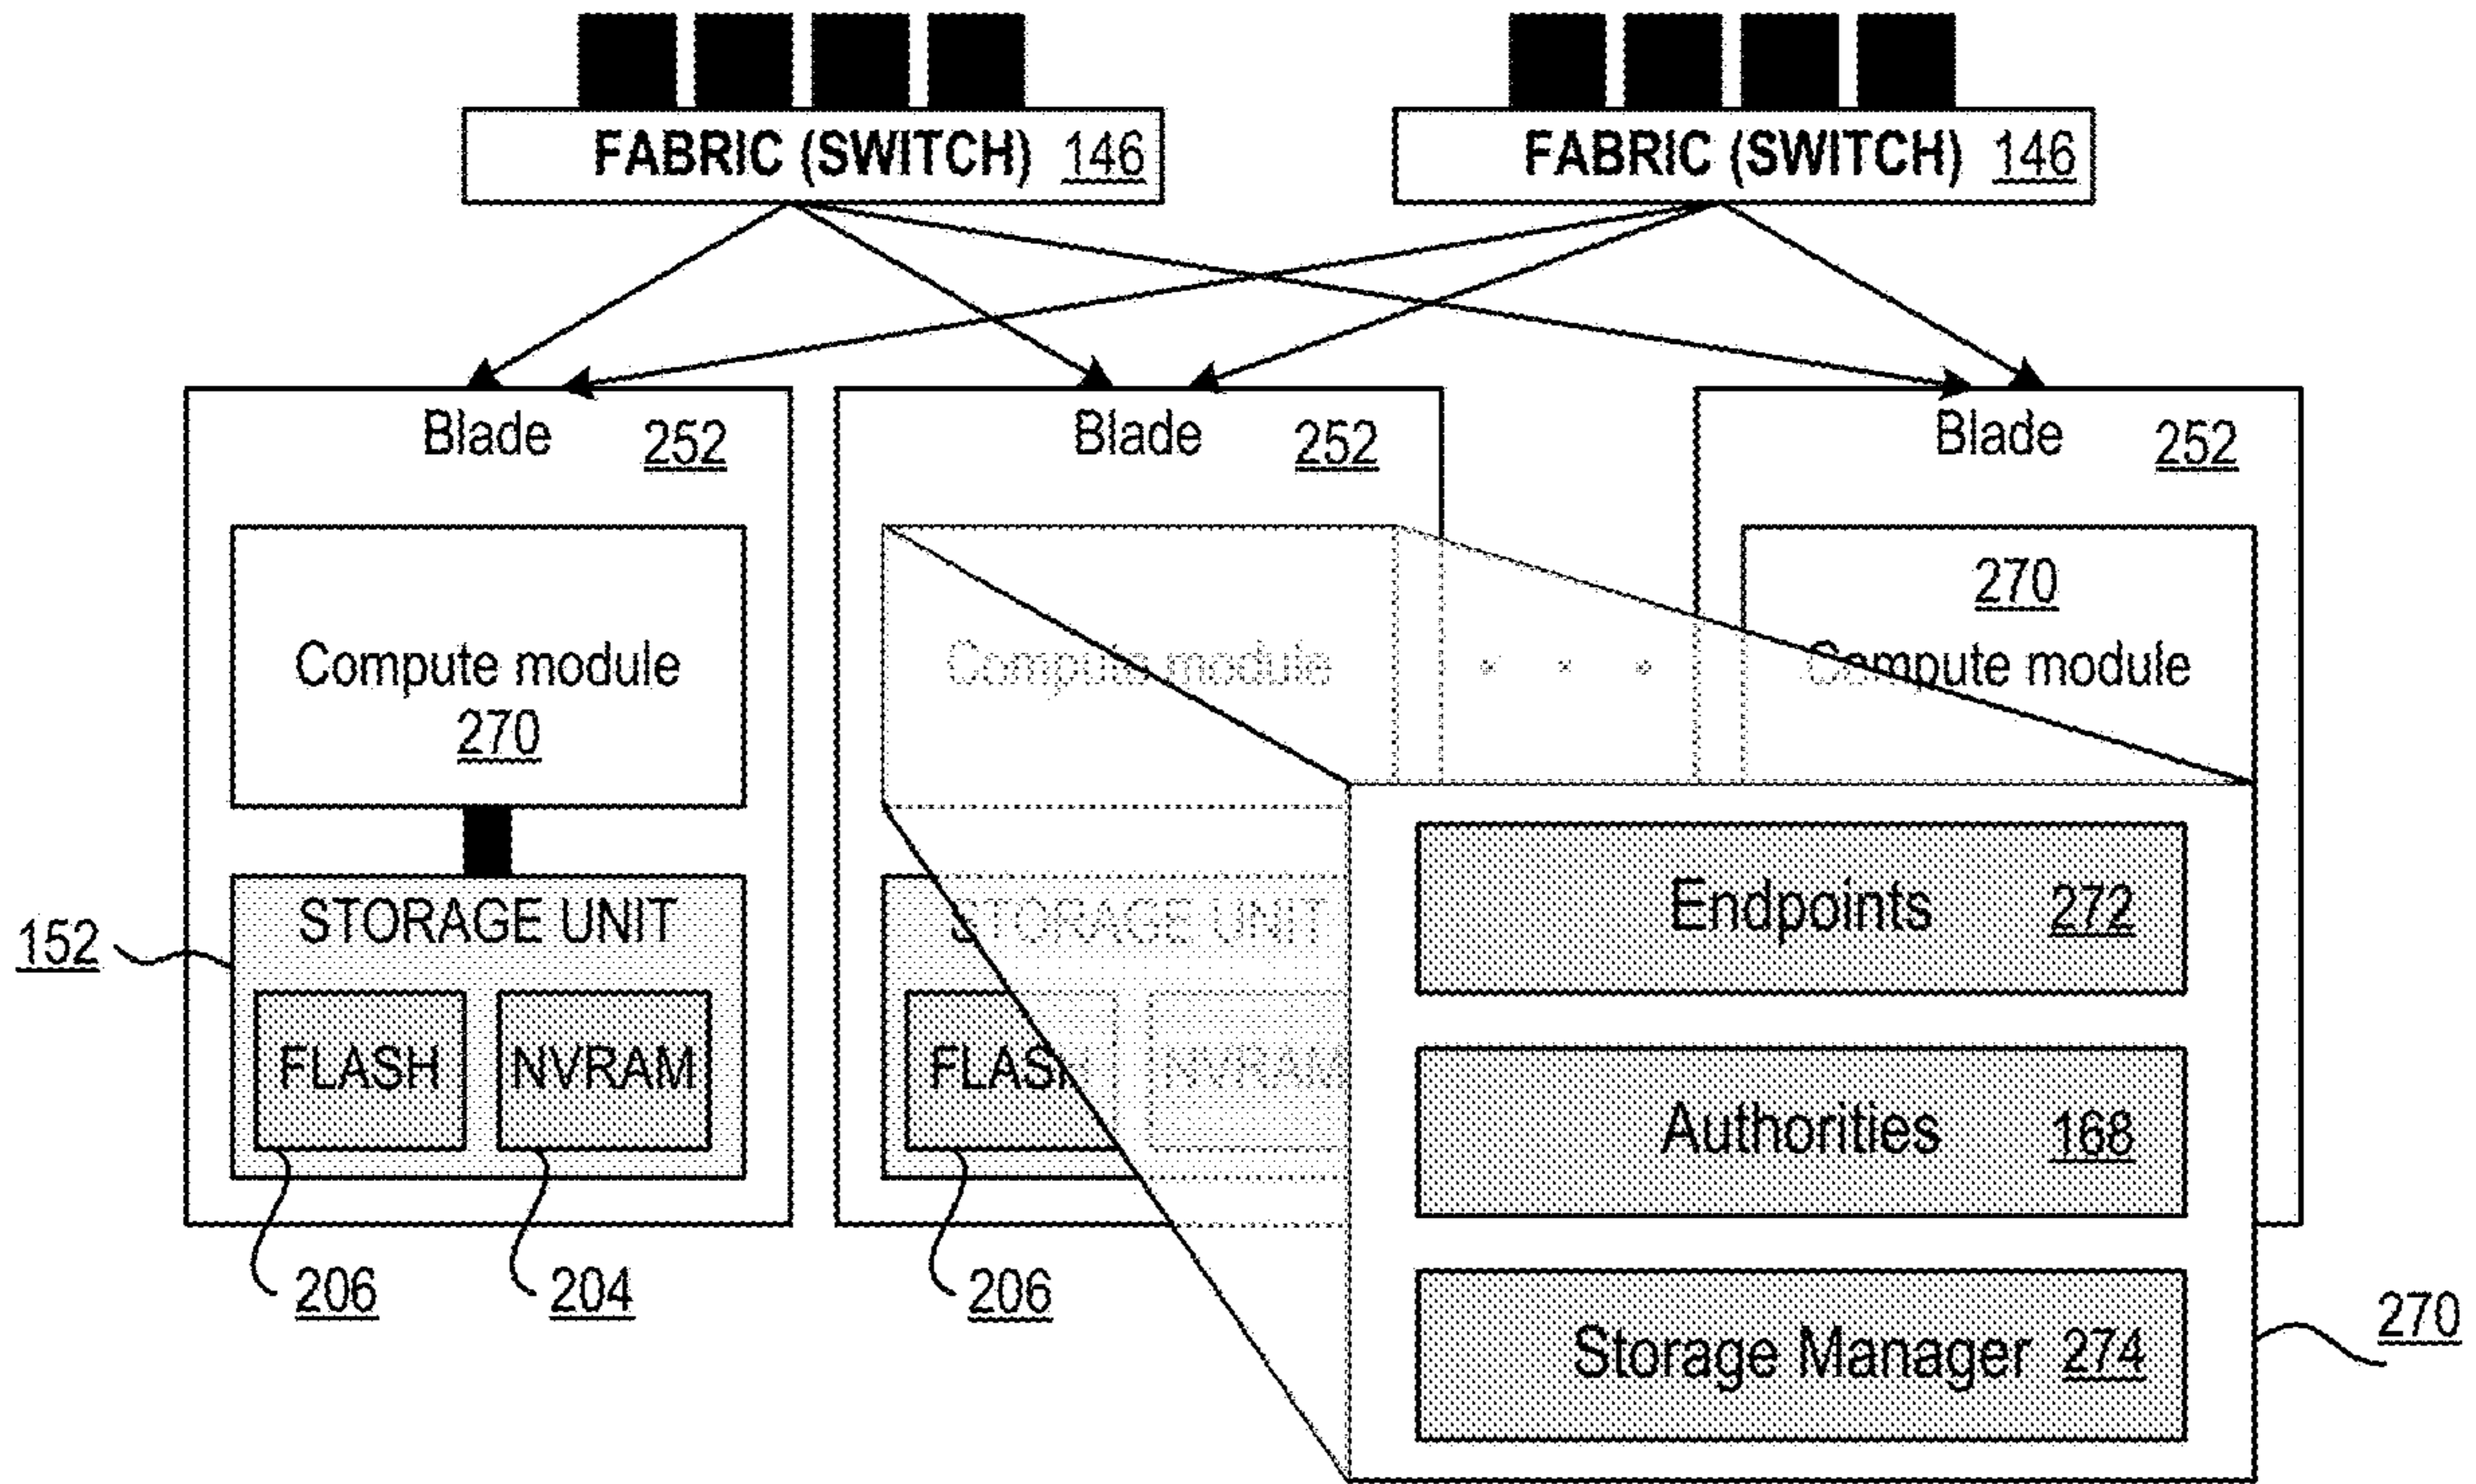 FABRIC (SWITCH) 146
FABRIC (SWITCH) 146
Blade 252
Blade 252
Blade 252
Compute module
270
Compute module
270
Compute module
152
STORAGE UNIT
FLASH
NVRAM
STORAGE UNIT
FLASH
NVRAM
206
204
206
Endpoints 272
Authorities 168
Storage Manager 274
270